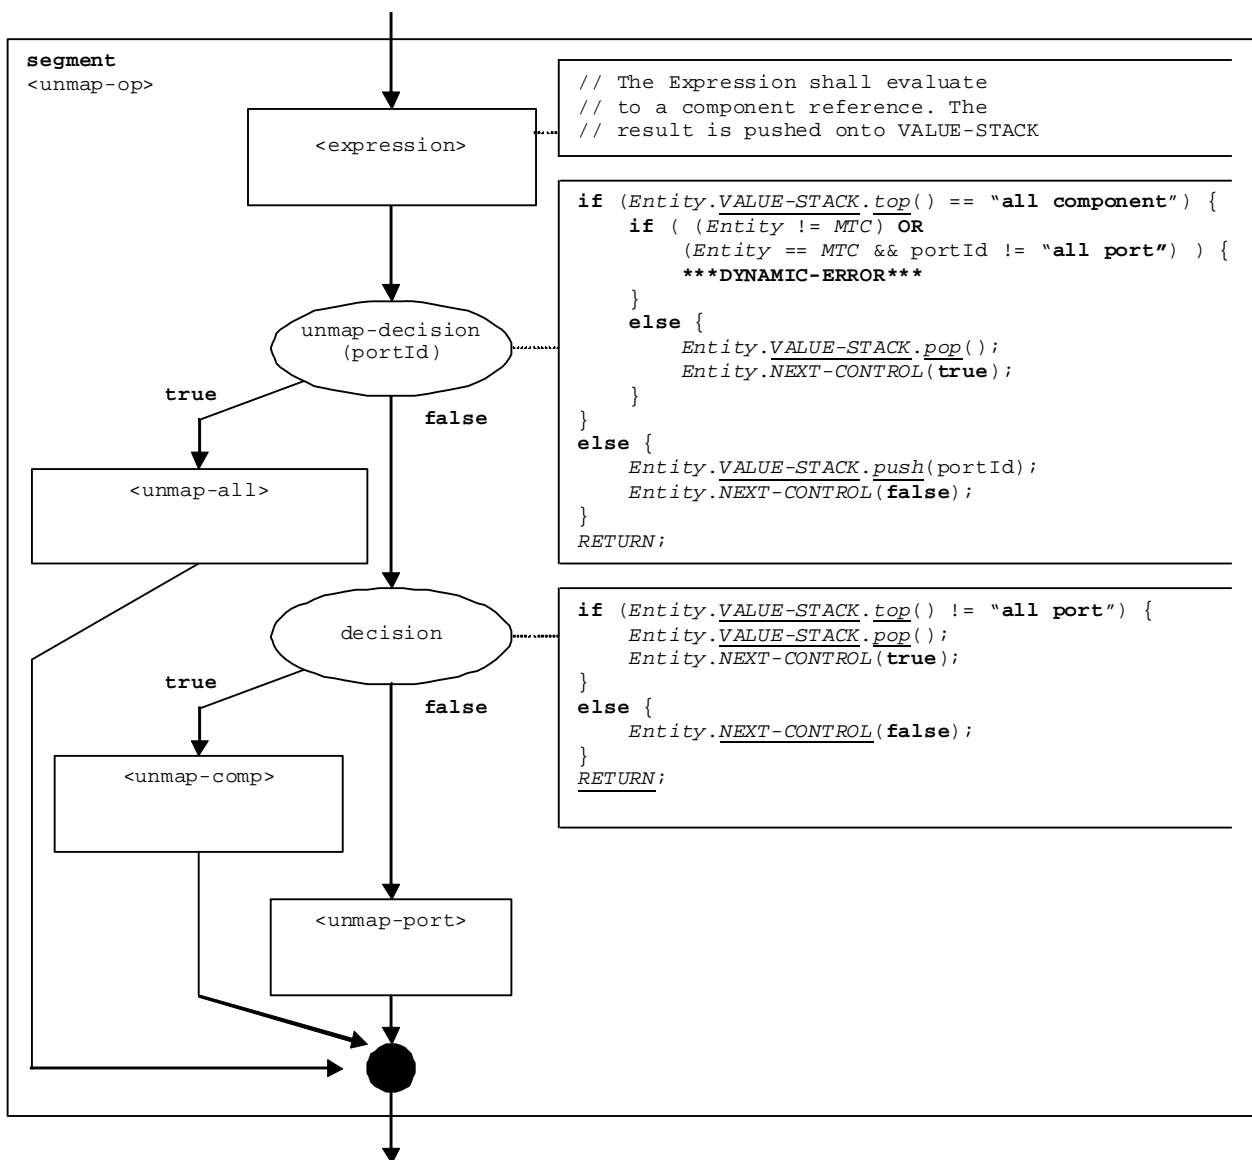 segment
<unmap-op>
// The Expression shall evaluate
// to a component reference. The
// result is pushed onto VALUE-STACK
<expression>
if (Entity.VALUE-STACK.top() == “all component”) {
if ( (Entity != MTC) OR
(Entity == MTC && portId != “all port”) ) {
***DYNAMIC-ERROR***
}
else {
Entity.VALUE-STACK.pop();
Entity.NEXT-CONTROL(true);
}
}
else {
Entity.VALUE-STACK.push(portId);
Entity.NEXT-CONTROL(false);
}
RETURN;
unmap-decision
(portId)
true
false
<unmap-all>
if (Entity.VALUE-STACK.top() != “all port”) {
Entity.VALUE-STACK.pop();
Entity.NEXT-CONTROL(true);
}
else {
Entity.NEXT-CONTROL(false);
}
RETURN;
decision
true
false
<unmap-comp>
<unmap-port>